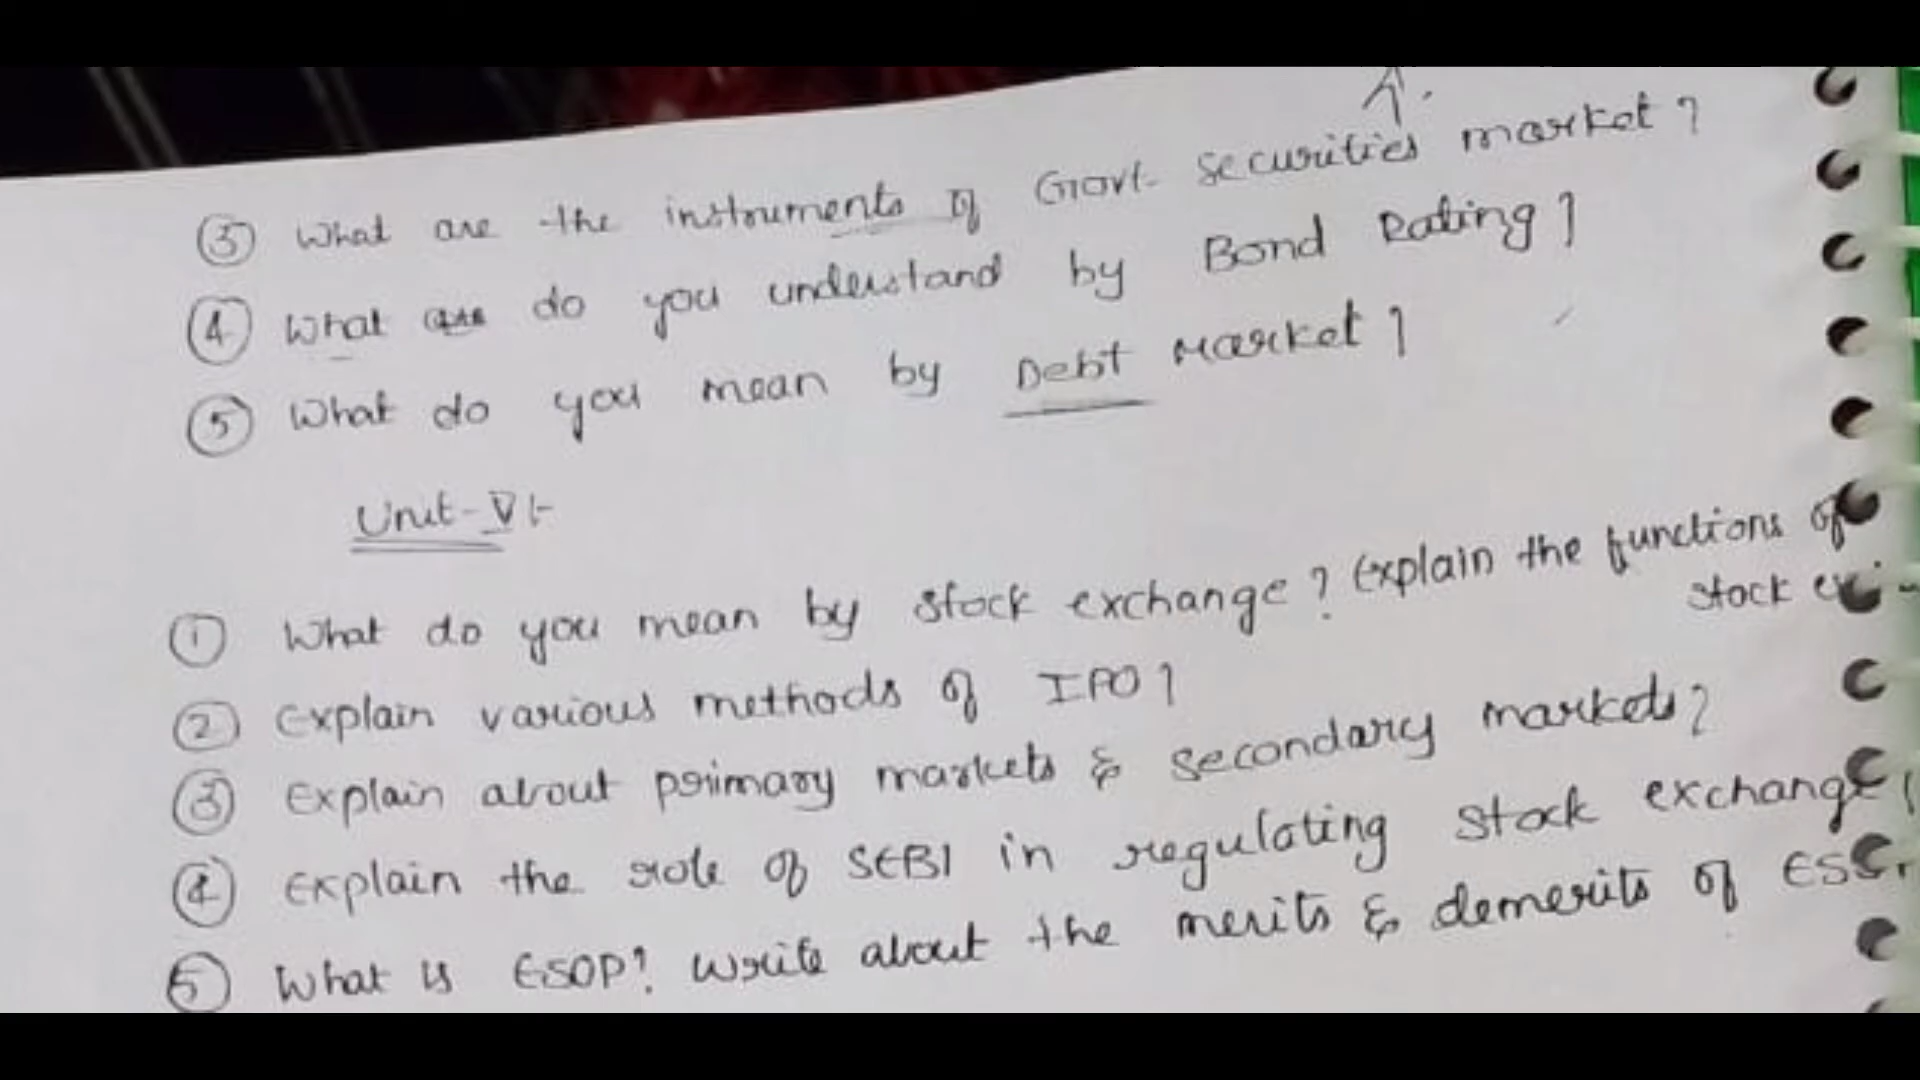 ③ What are the instruments of Govt. securities market?
④ What do you understand by Bond Rating?
⑤ What do you mean by Debt Market?
Unit-V:-
① What do you mean by stock exchange? Explain the functions of
stock
② Explain various methods of IPO?
③ Explain about primary markets & secondary markets?
④ Explain the role of SEBI in regulating stock exchange
⑤ What is ESOP? Write about the merits & demerits of